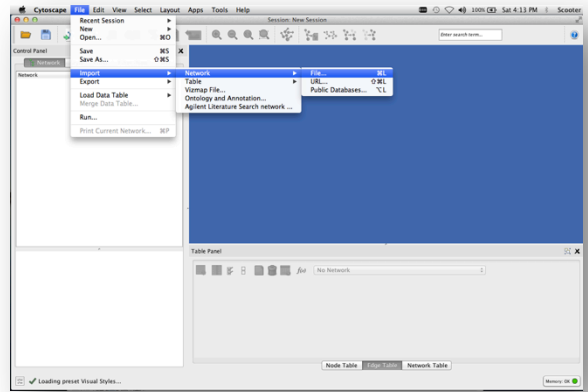 Cytoscape File Edit View Select Layout Apps Tools Help 100% Sat 4:13 PM Scooter
Session: New Session
Recent Session
New
Open... ⌘O
Enter search term...
Control Panel
Save ⌘S
Save As... ⇧⌘S
Network
Import
Export
Network
Network
Table
Vizmap File...
Ontology and Annotation...
Agilent Literature Search network ...
File... ⌘L
URL... ⇧⌘L
Public Databases... ⌥L
Load Data Table
Merge Data Table...
Run...
Print Current Network... ⌘P
Table Panel
f(x) No Network
Node Table Edge Table Network Table
Loading preset Visual Styles...
Memory: OK